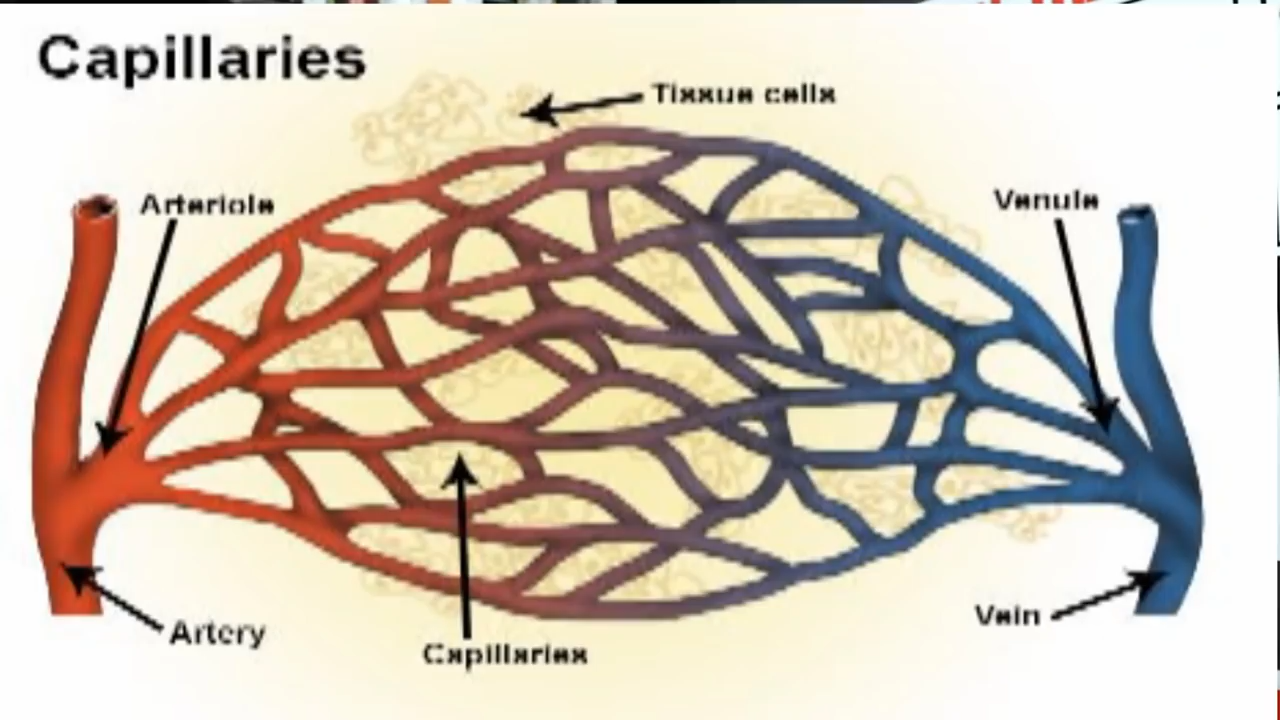 Capillaries
Tissue cells
Arteriole
Venule
Artery
Capillaries
Vein